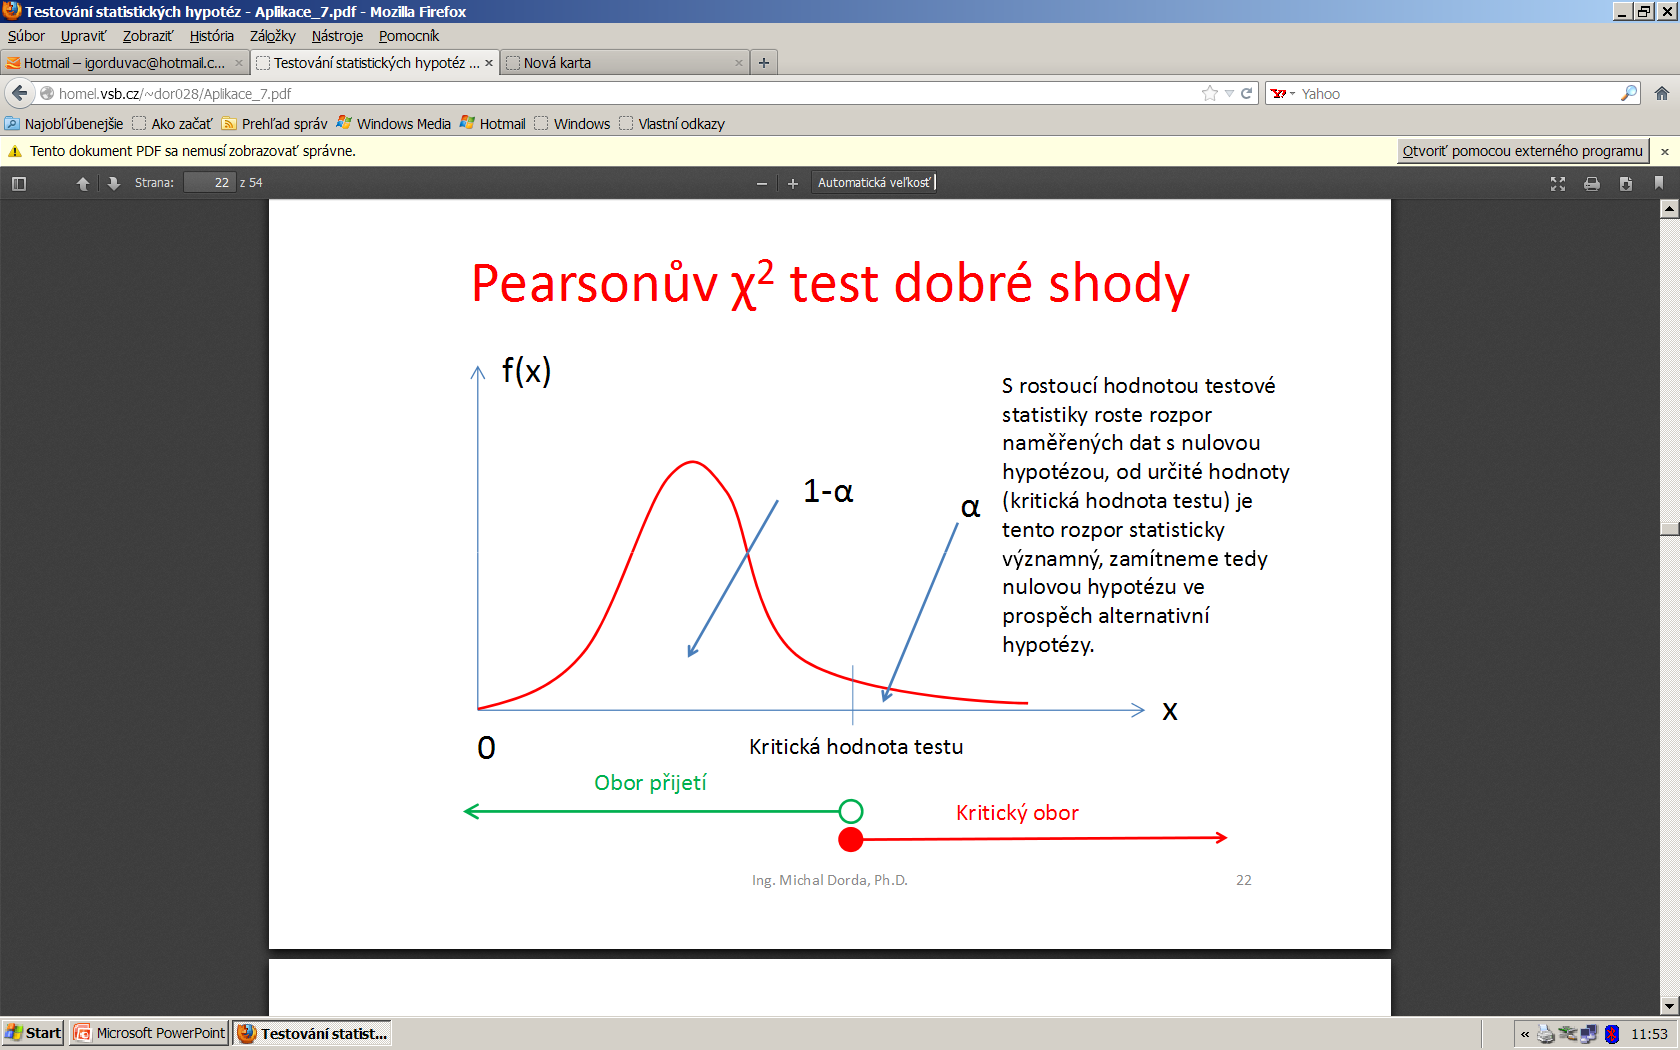 Testování statistických hypotéz - Aplikace_7.pdf - Mozilla Firefox
Súbor Upraviť Zobraziť História Záložky Nástroje Pomocník
Hotmail – igorduvac@hotmail.c... × Testování statistických hypotéz ... × Nová karta × +
homel.vsb.cz/~dor028/Aplikace_7.pdf Yahoo
Najobľúbenejšie Ako začať Prehľad správ Windows Media Hotmail Windows Vlastní odkazy
Tento dokument PDF sa nemusí zobrazovať správne. Otvoriť pomocou externého programu ×
Strana: 22 z 54 − + Automatická veľkosť
Pearsonův χ² test dobré shody
f(x)
S rostoucí hodnotou testové
statistiky roste rozpor
naměřených dat s nulovou
hypotézou, od určité hodnoty
(kritická hodnota testu) je
tento rozpor statisticky
významný, zamítneme tedy
nulovou hypotézu ve
prospěch alternativní
hypotézy.
1-α
α
x
0
Kritická hodnota testu
Obor přijetí
Kritický obor
Ing. Michal Dorda, Ph.D. 22
Start Microsoft PowerPoint Testování statist... « 11:53